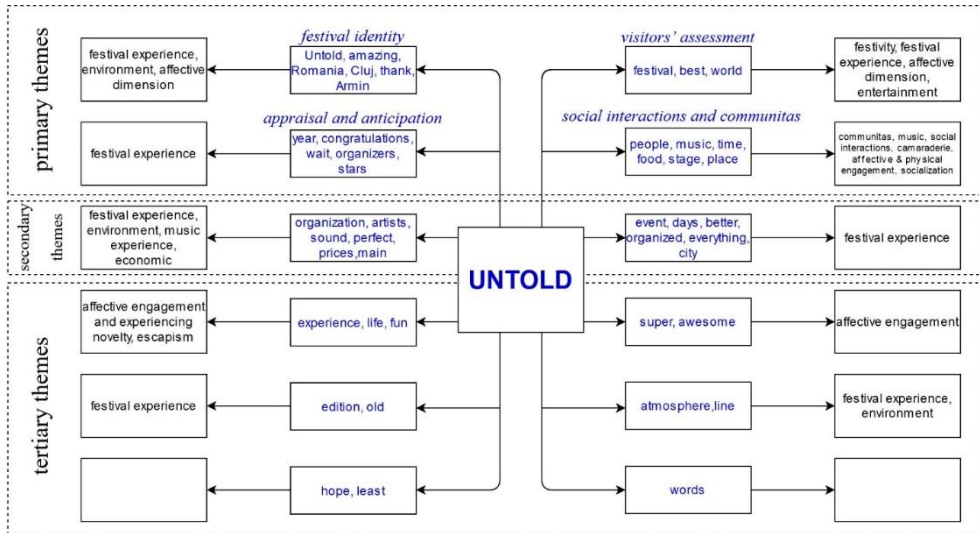 primary themes
festival identity
visitors' assessment
festival experience,
environment, affective
dimension
Untold, amazing,
Romania, Cluj, thank,
Armin
festival, best, world
festivity, festival
experience, affective
dimension,
entertainment
appraisal and anticipation
social interactions and communitas
festival experience
year, congratulations,
wait, organizers,
stars
people, music, time,
food, stage, place
communitas, music, social
interactions, camaraderie,
affective & physical
engagement, socialization
secondary
themes
festival experience,
environment, music
experience,
economic
organization, artists,
sound, perfect,
prices,main
event, days, better,
organized, everything,
city
festival experience
UNTOLD
tertiary themes
affective engagement
and experiencing
novelty, escapism
experience, life, fun
super, awesome
affective engagement
festival experience
edition, old
atmosphere,line
festival experience,
environment
hope, least
words